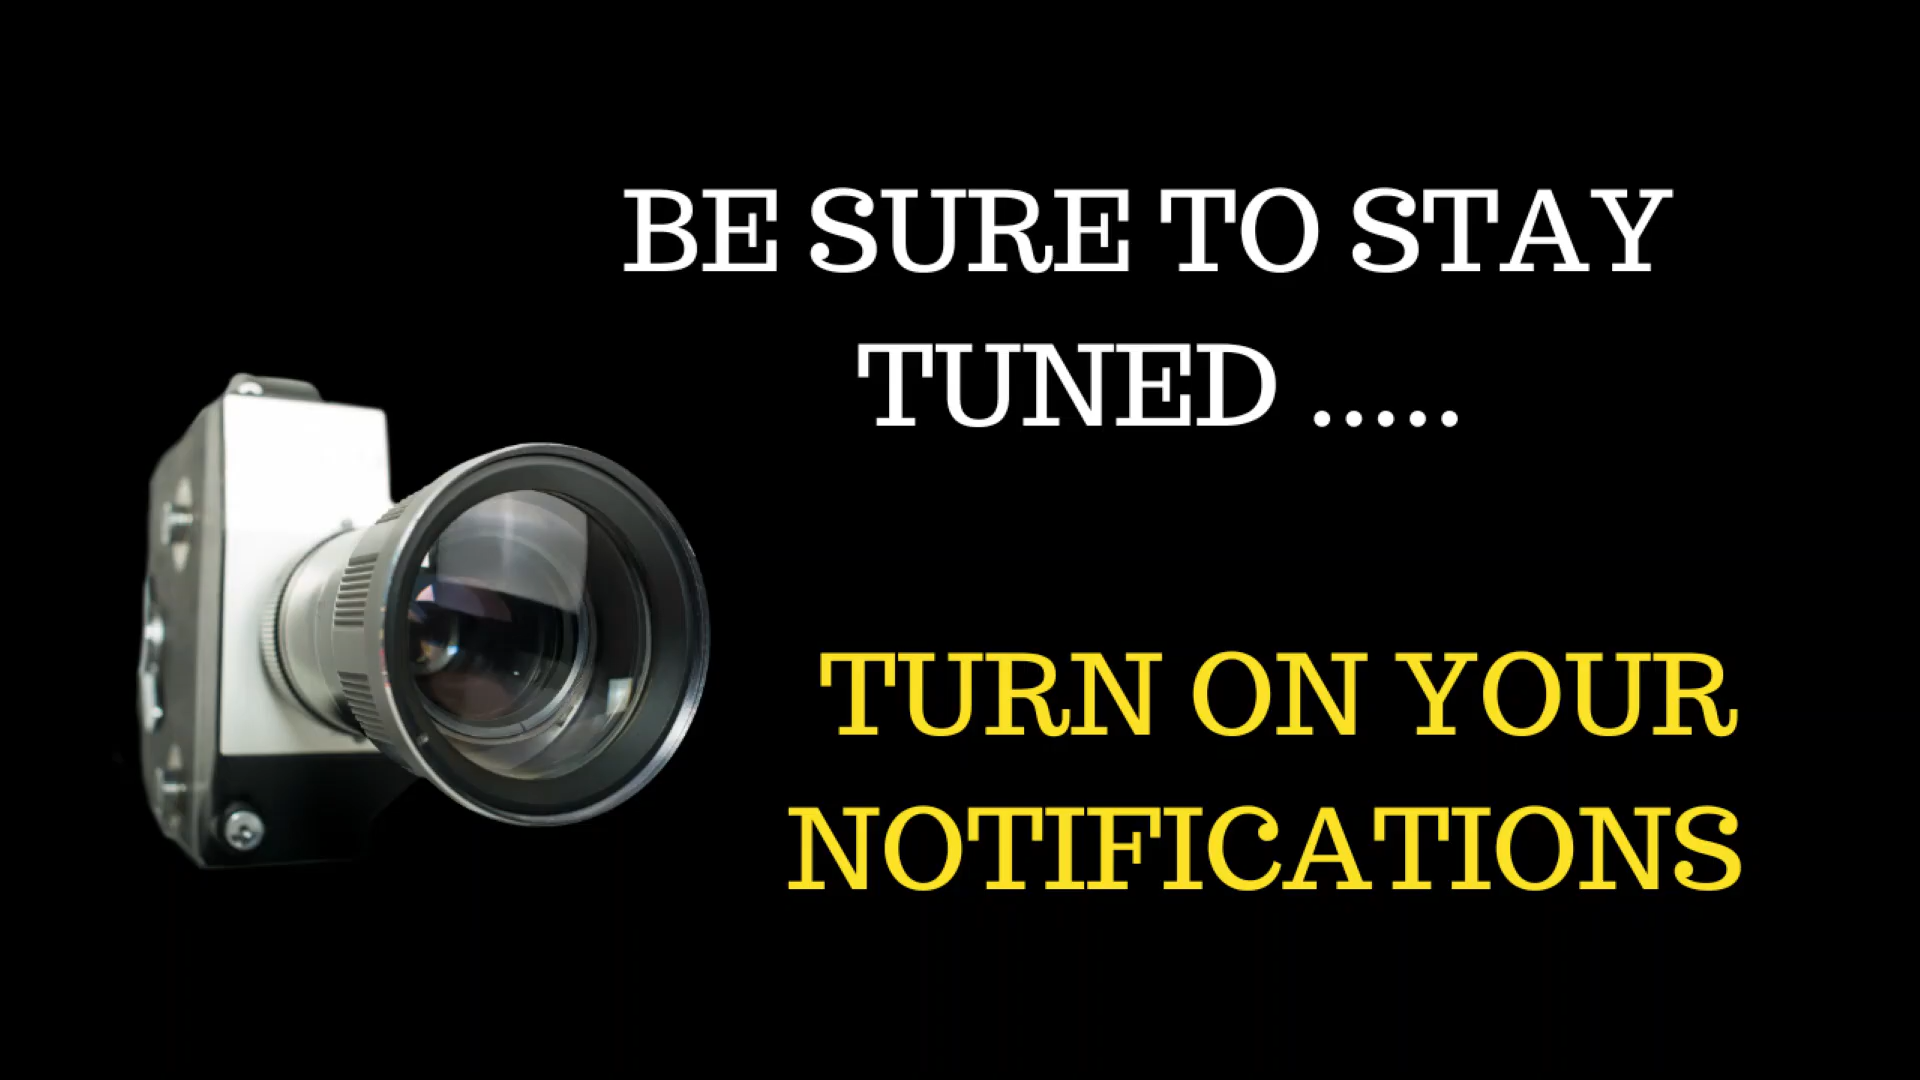 BE SURE TO STAY
TUNED .....
TURN ON YOUR
NOTIFICATIONS